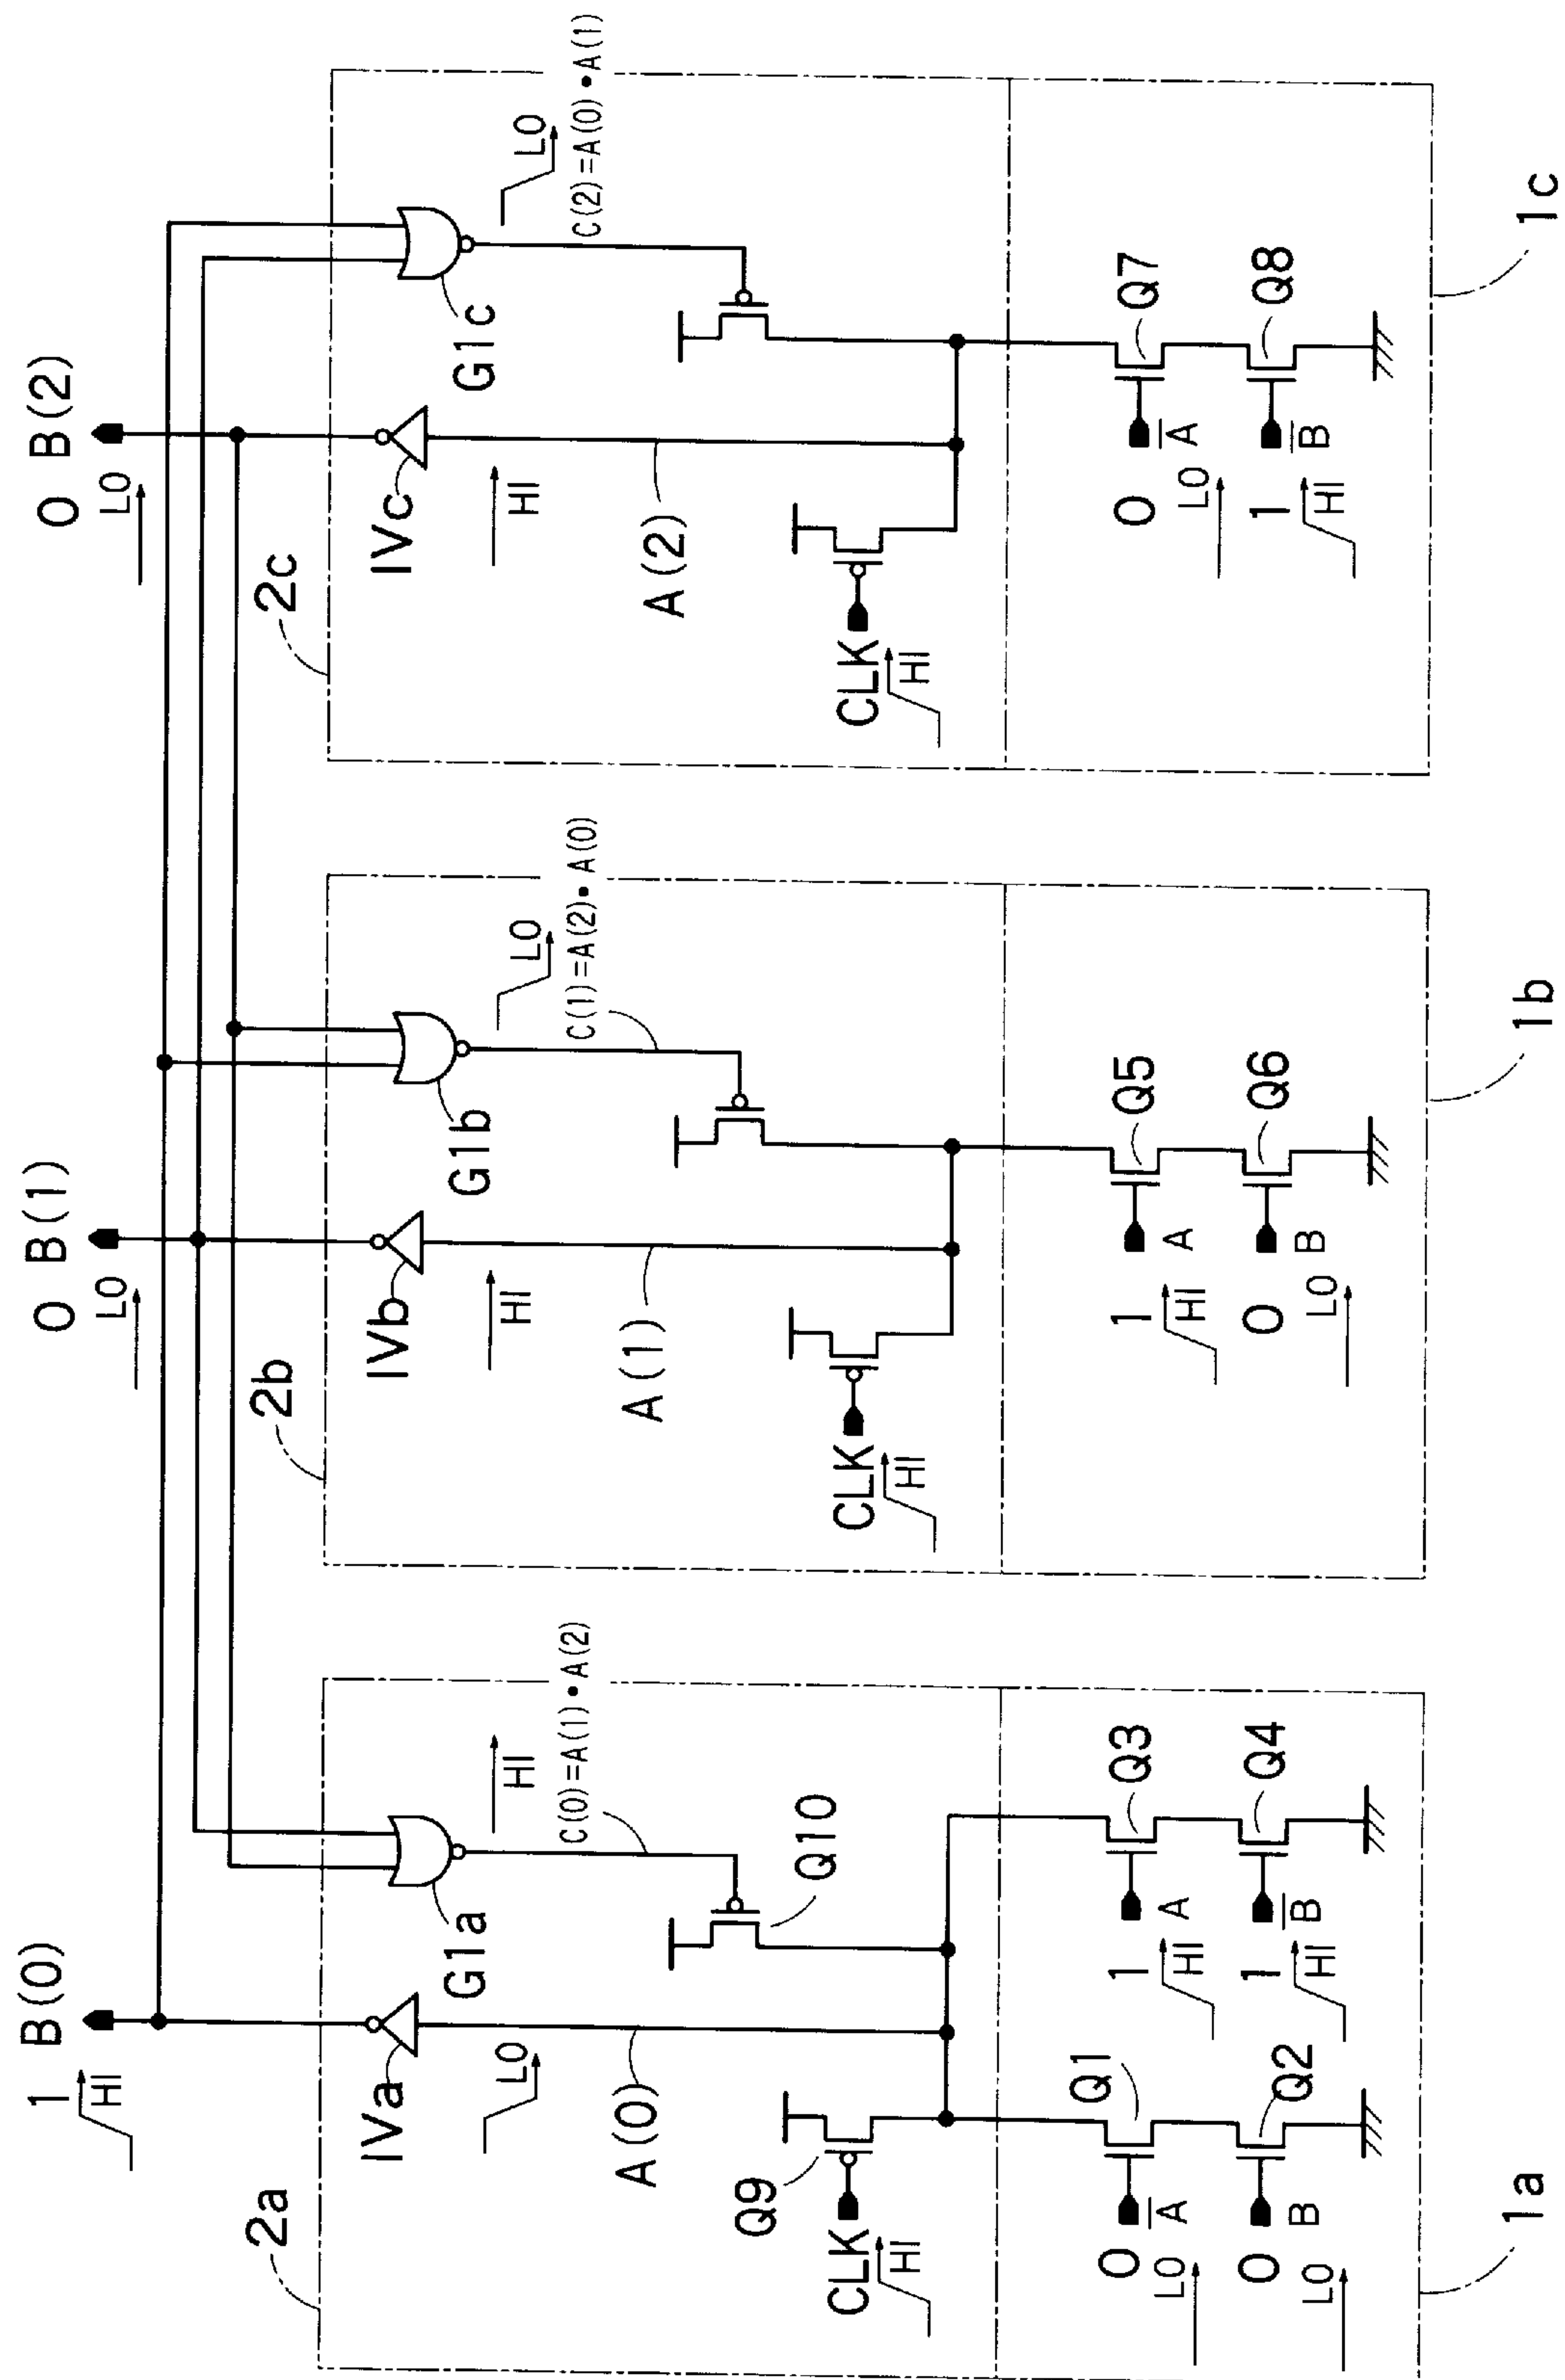 1 B(0)
HI
0 B(1)
LO
0 B(2)
LO
2a
IVa
LO
G1a
HI
C(0)=A(1)•A(2)
A(0)
Q9
Q10
CLK
HI
0
LO
A
Q1
0
LO
B
Q2
1
HI
A
Q3
1
HI
B
Q4
1a
2b
IVb
HI
G1b
LO
C(1)=A(2)•A(0)
A(1)
CLK
HI
1
HI
A
Q5
0
LO
B
Q6
1b
2c
IVc
HI
G1c
LO
C(2)=A(0)•A(1)
A(2)
CLK
HI
0
LO
A
Q7
1
HI
B
Q8
1c